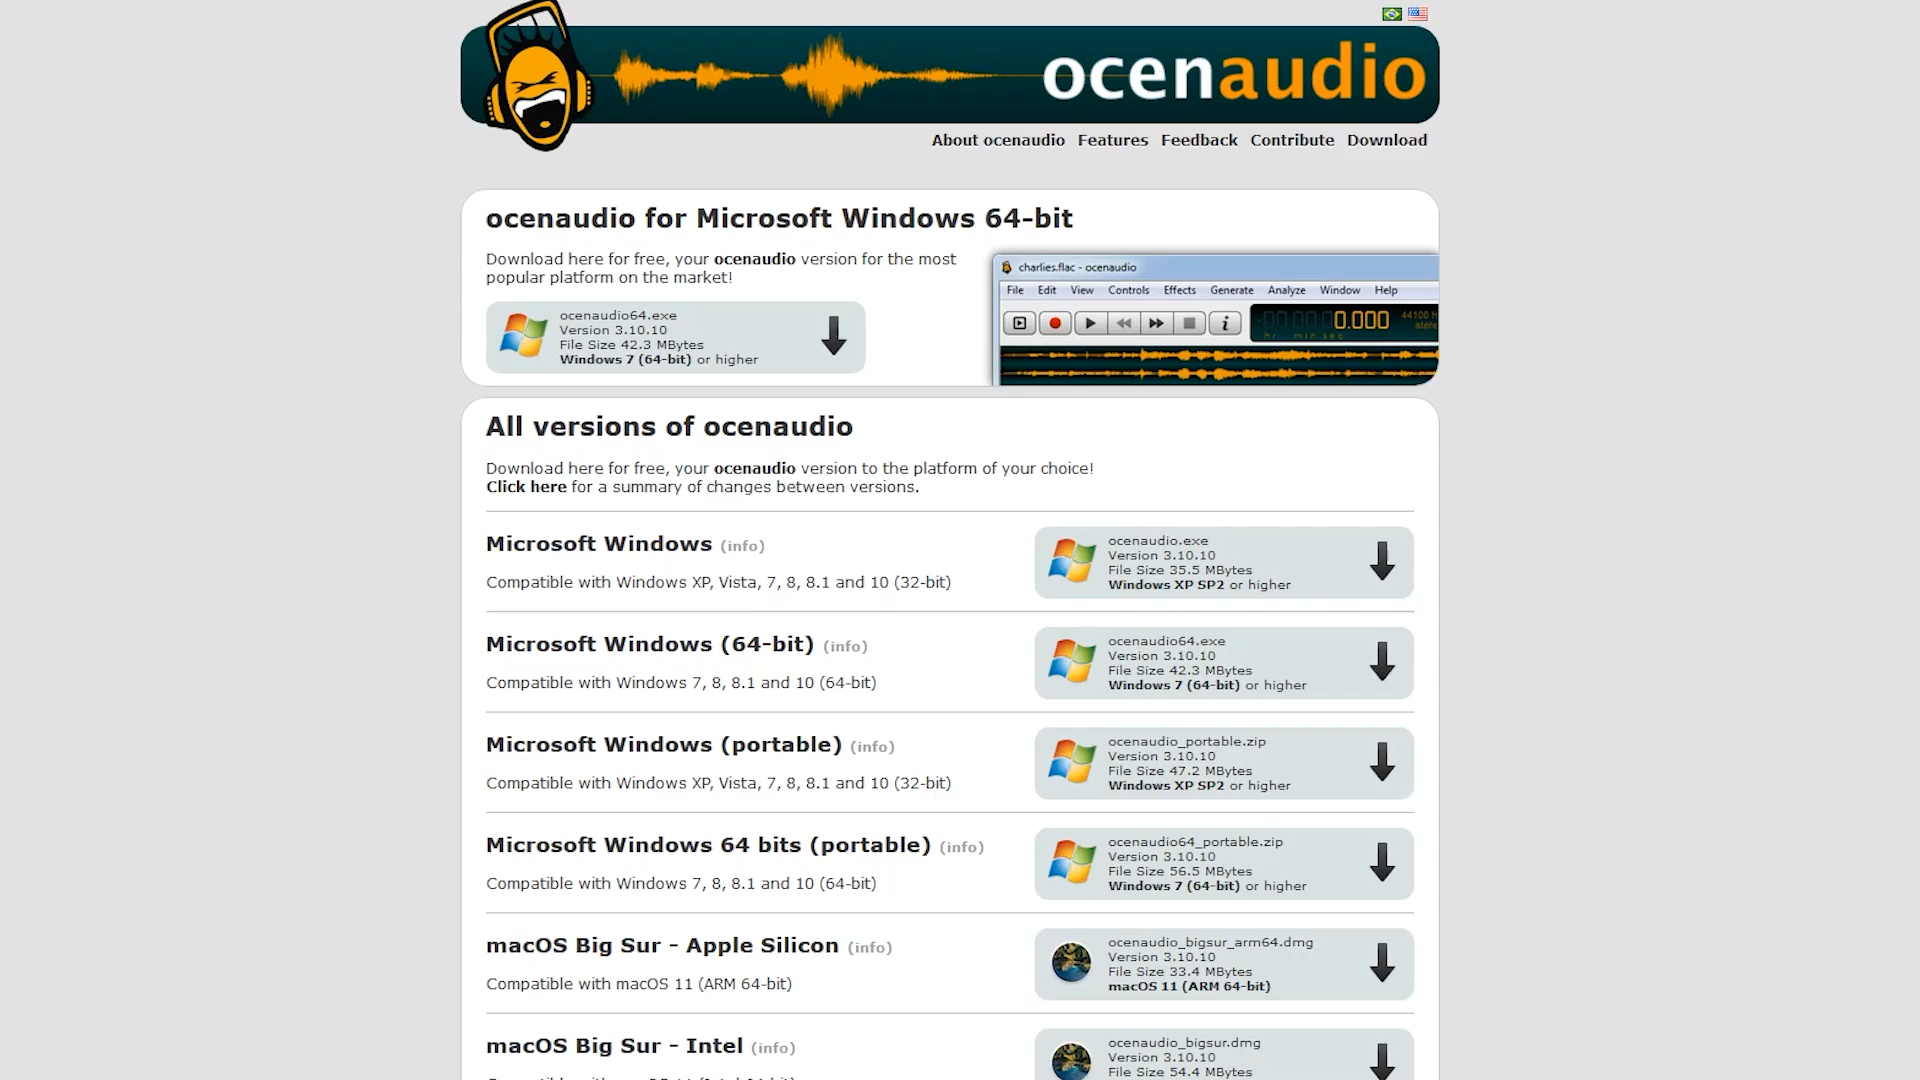 ocenaudio
About ocenaudio Features Feedback Contribute Download
ocenaudio for Microsoft Windows 64-bit
Download here for free, your ocenaudio version for the most
popular platform on the market!
ocenaudio64.exe
Version 3.10.10
File Size 42.3 MBytes
Windows 7 (64-bit) or higher
charlies.flac - ocenaudio
File Edit View Controls Effects Generate Analyze Window Help
0.000
44100 H
stere
hr min sec
All versions of ocenaudio
Download here for free, your ocenaudio version to the platform of your choice!
Click here for a summary of changes between versions.
Microsoft Windows (info)
Compatible with Windows XP, Vista, 7, 8, 8.1 and 10 (32-bit)
ocenaudio.exe
Version 3.10.10
File Size 35.5 MBytes
Windows XP SP2 or higher
Microsoft Windows (64-bit) (info)
Compatible with Windows 7, 8, 8.1 and 10 (64-bit)
ocenaudio64.exe
Version 3.10.10
File Size 42.3 MBytes
Windows 7 (64-bit) or higher
Microsoft Windows (portable) (info)
Compatible with Windows XP, Vista, 7, 8, 8.1 and 10 (32-bit)
ocenaudio_portable.zip
Version 3.10.10
File Size 47.2 MBytes
Windows XP SP2 or higher
Microsoft Windows 64 bits (portable) (info)
Compatible with Windows 7, 8, 8.1 and 10 (64-bit)
ocenaudio64_portable.zip
Version 3.10.10
File Size 56.5 MBytes
Windows 7 (64-bit) or higher
macOS Big Sur - Apple Silicon (info)
Compatible with macOS 11 (ARM 64-bit)
ocenaudio_bigsur_arm64.dmg
Version 3.10.10
File Size 33.4 MBytes
macOS 11 (ARM 64-bit)
macOS Big Sur - Intel (info)
ocenaudio_bigsur.dmg
Version 3.10.10
File Size 54.4 MBytes